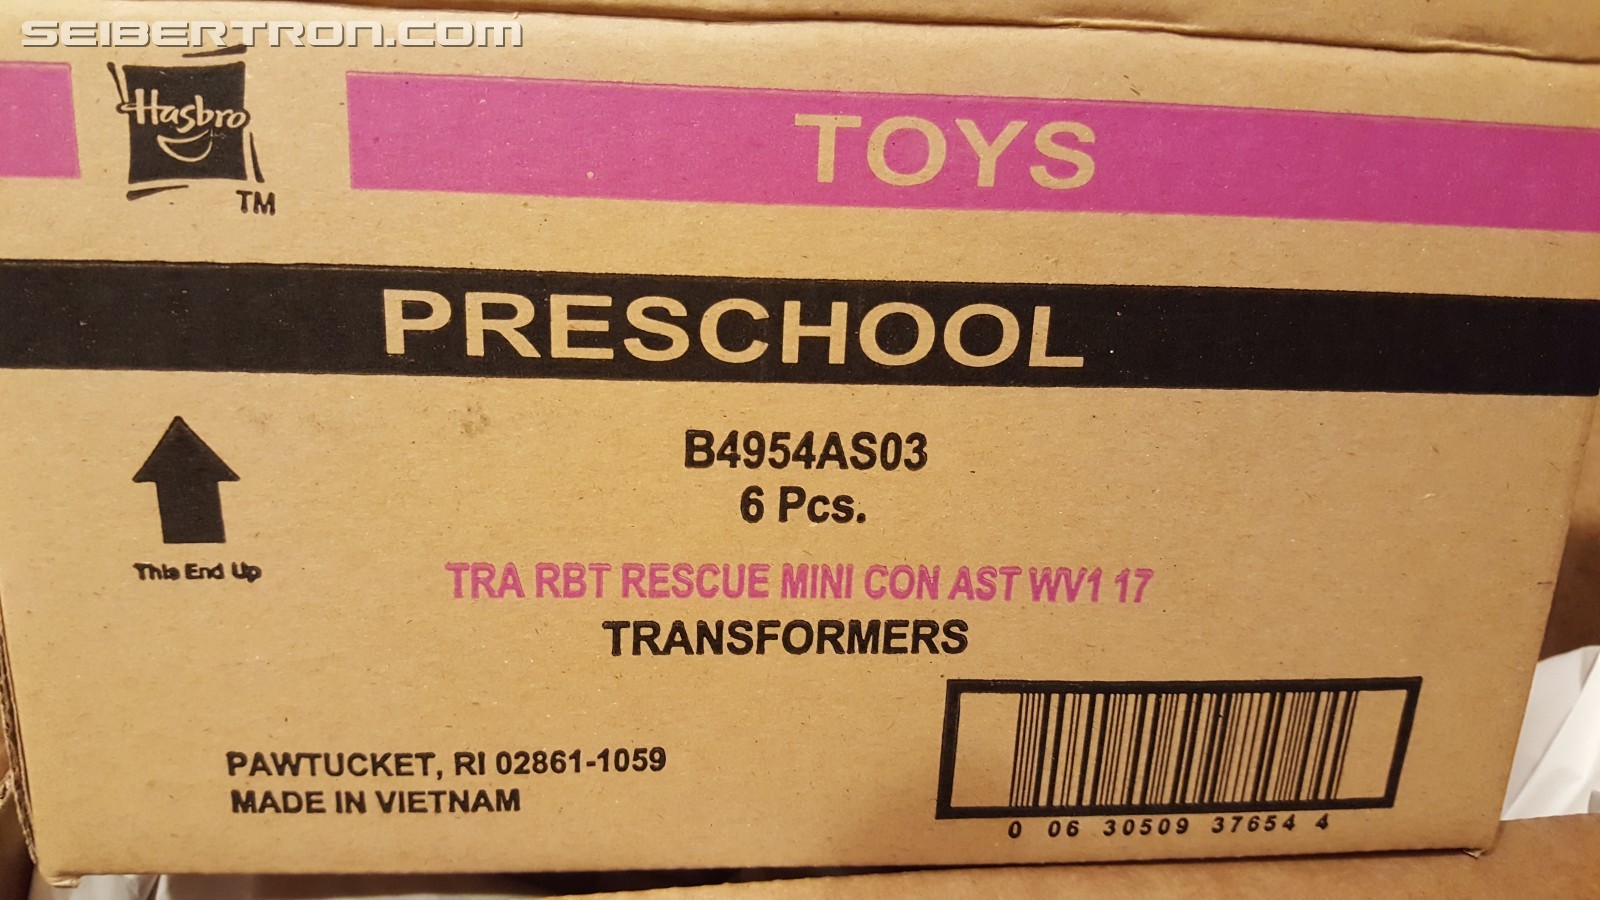 SEIBERTRON.com
Hasbro
TM
TOYS
PRESCHOOL
B4954AS03
6 Pcs.
This End Up
TRA RBT RESCUE MINI CON AST WV1 17
TRANSFORMERS
PAWTUCKET, RI 02861-1059
MADE IN VIETNAM
0 06 30509 37654 4